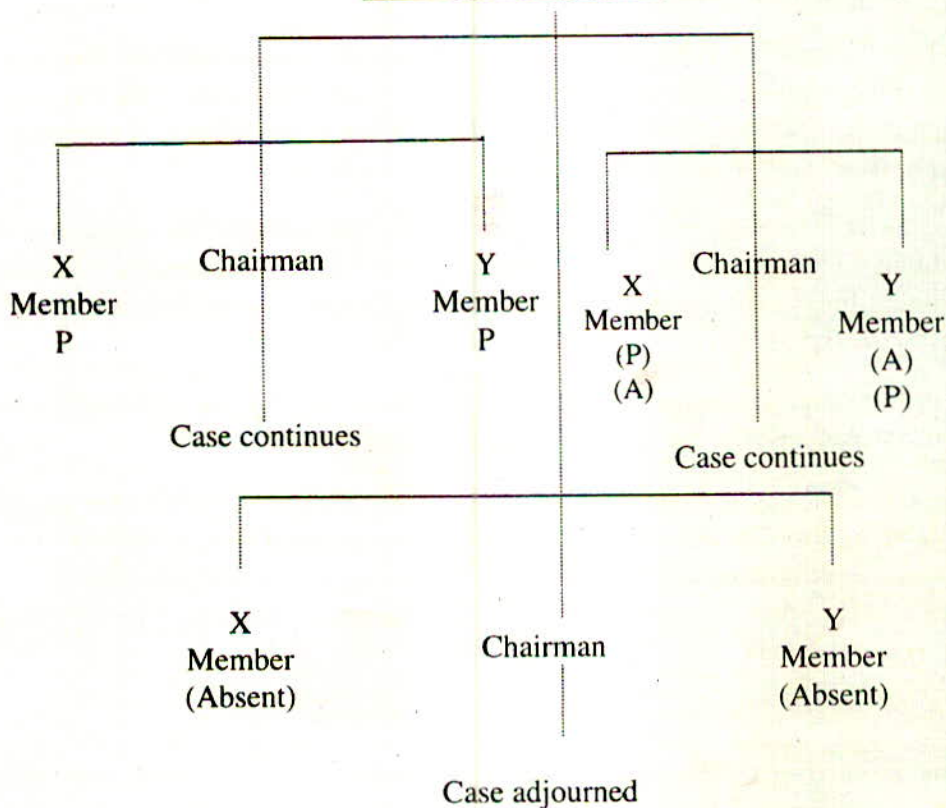 X
Member
P
Chairman
Y
Member
P
Case continues
X
Member
(P)
(A)
Chairman
Y
Member
(A)
(P)
Case continues
X
Member
(Absent)
Chairman
Y
Member
(Absent)
Case adjourned